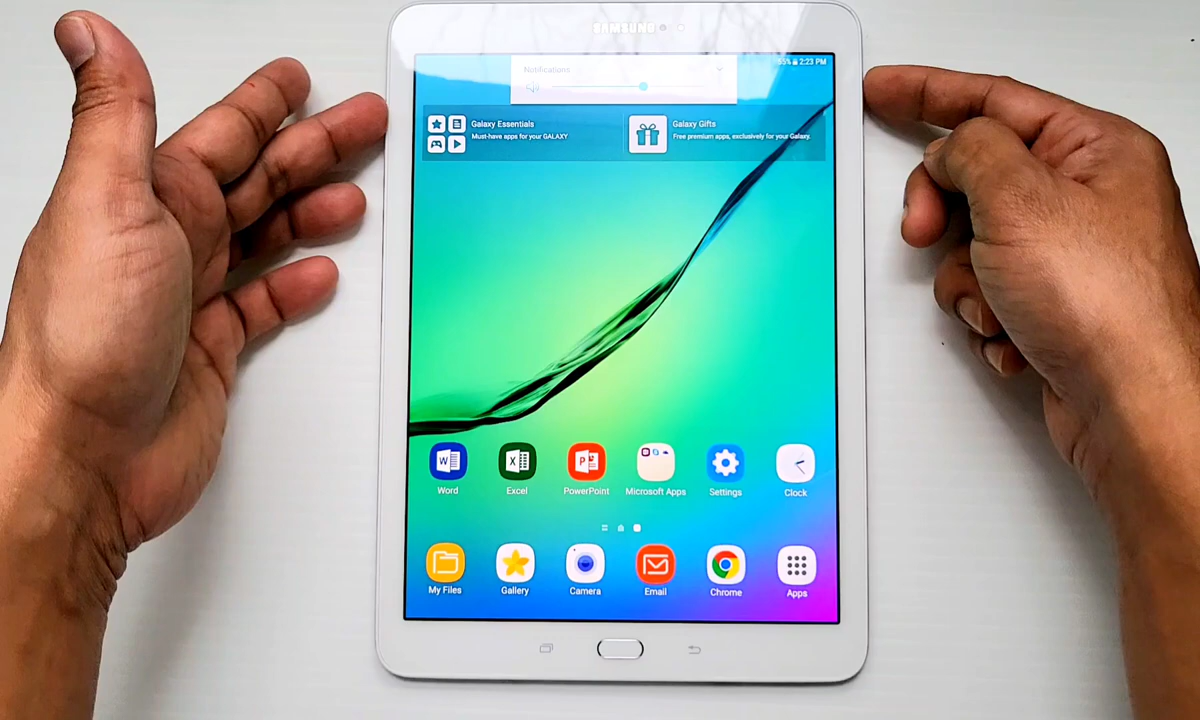 SAMSUNG
55% 2:23 PM
Notifications
Galaxy Essentials
Must-have apps for your GALAXY
Galaxy Gifts
Free premium apps, exclusively for your Galaxy.
Word
Excel
PowerPoint
Microsoft Apps
Settings
Clock
My Files
Gallery
Camera
Email
Chrome
Apps